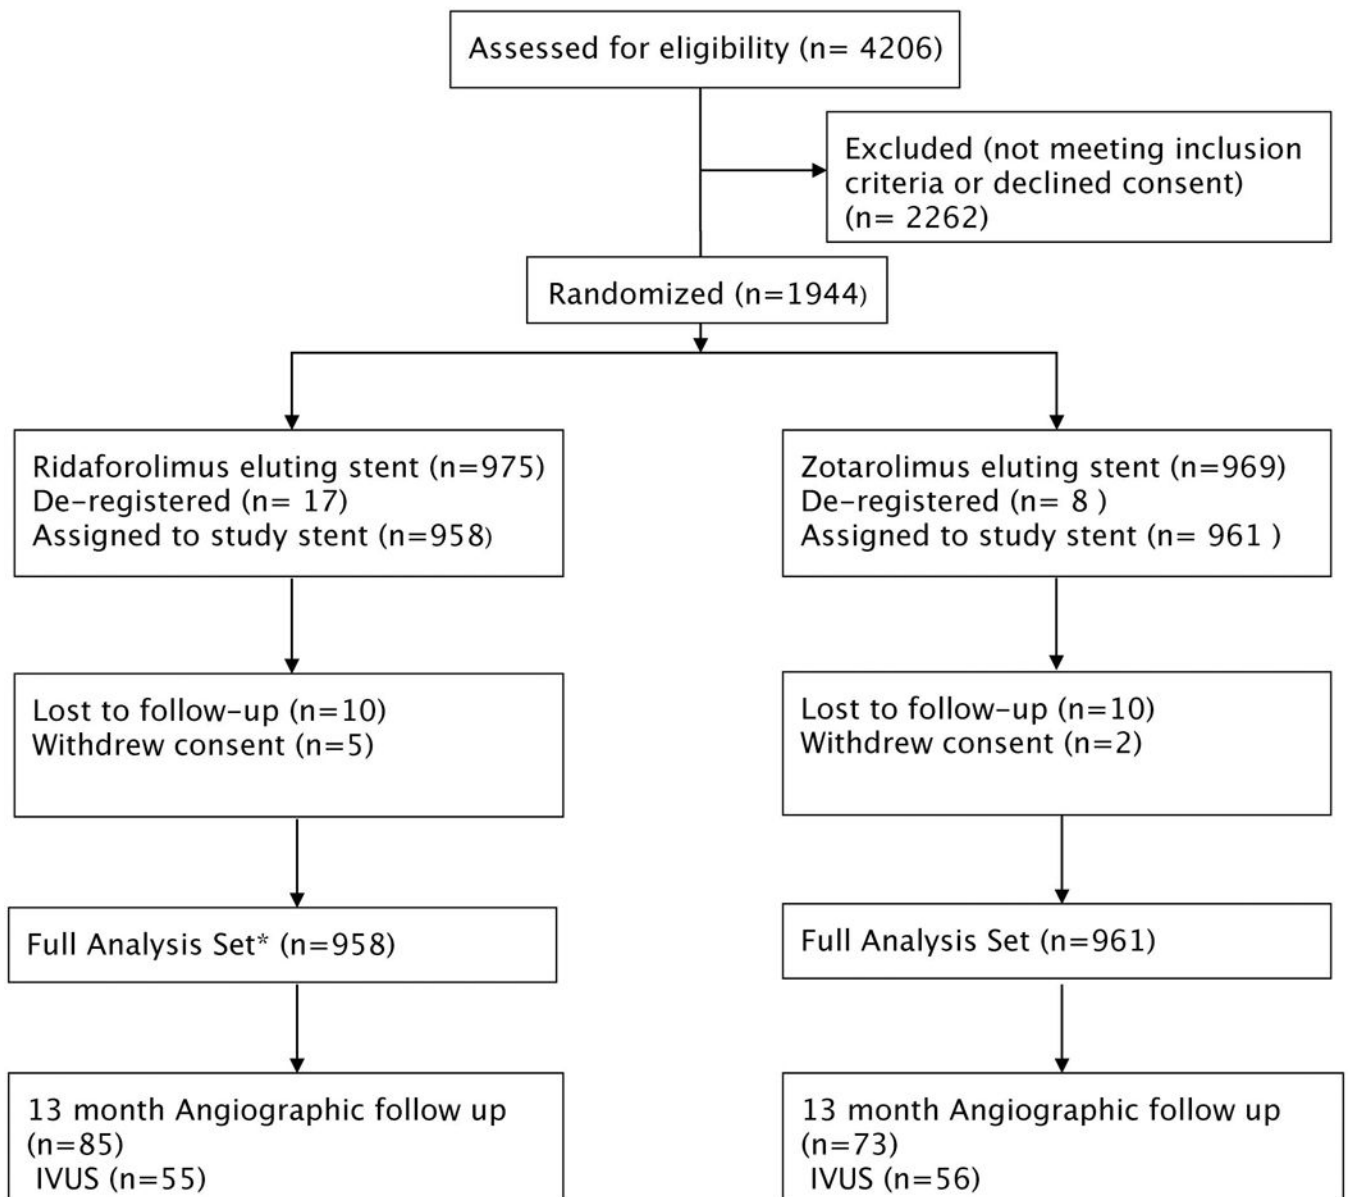 Assessed for eligibility (n= 4206)
Excluded (not meeting inclusion
criteria or declined consent)
(n= 2262)
Randomized (n=1944)
Ridaforolimus eluting stent (n=975)
De-registered (n= 17)
Assigned to study stent (n=958)
Zotarolimus eluting stent (n=969)
De-registered (n= 8 )
Assigned to study stent (n= 961 )
Lost to follow-up (n=10)
Withdrew consent (n=5)
Lost to follow-up (n=10)
Withdrew consent (n=2)
Full Analysis Set* (n=958)
Full Analysis Set (n=961)
13 month Angiographic follow up
(n=85)
IVUS (n=55)
13 month Angiographic follow up
(n=73)
IVUS (n=56)